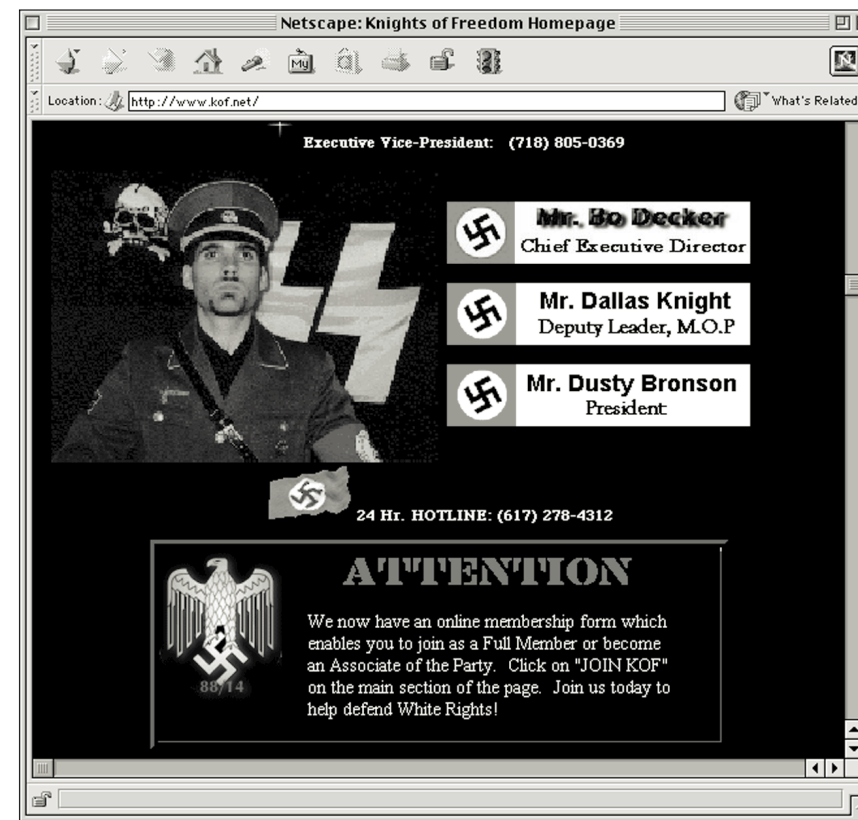 Netscape: Knights of Freedom Homepage
My
N
Location: http://www.kof.net/
What's Related
Executive Vice-President: (718) 805-0369
Mr. Bo Decker
Chief Executive Director
Mr. Dallas Knight
Deputy Leader, M.O.P
Mr. Dusty Bronson
President
24 Hr. HOTLINE: (617) 278-4312
ATTENTION
We now have an online membership form which
enables you to join as a Full Member or become
an Associate of the Party. Click on "JOIN KOF"
on the main section of the page. Join us today to
help defend White Rights!
88/14